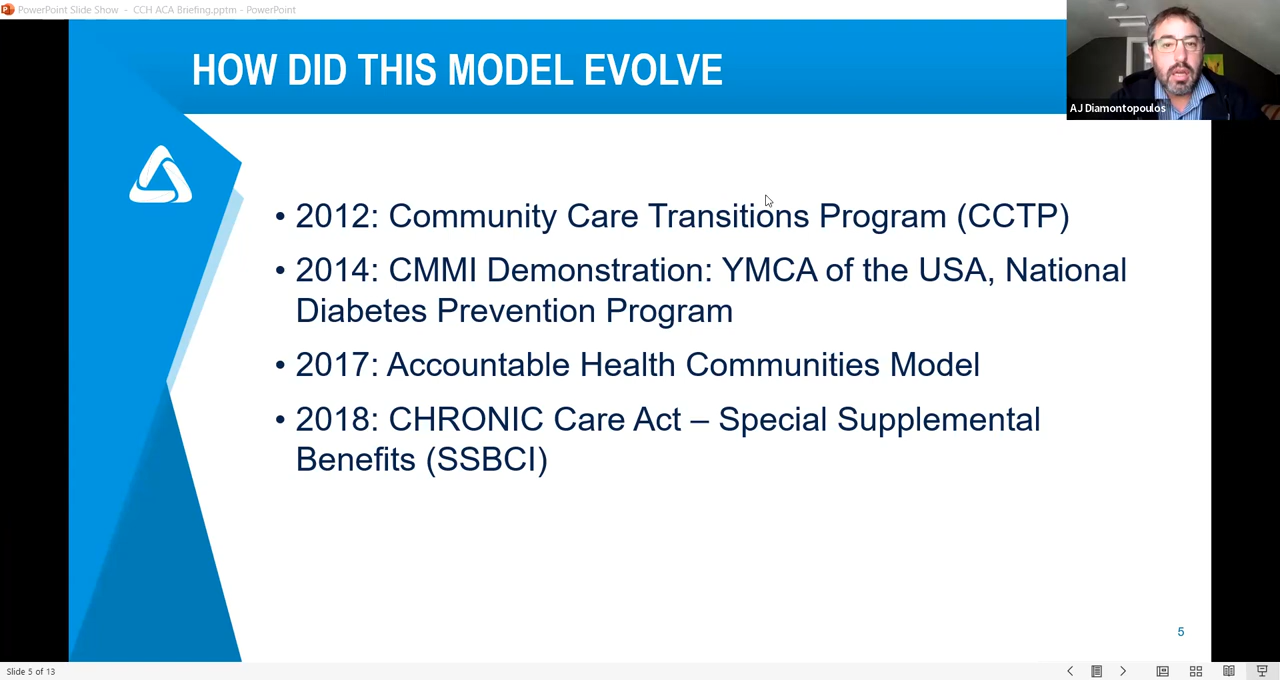 PowerPoint Slide Show - CCH ACA Briefing.pptm - PowerPoint
HOW DID THIS MODEL EVOLVE
AJ Diamontopoulos
• 2012: Community Care Transitions Program (CCTP)
• 2014: CMMI Demonstration: YMCA of the USA, National
Diabetes Prevention Program
• 2017: Accountable Health Communities Model
• 2018: CHRONIC Care Act – Special Supplemental
Benefits (SSBCI)
5
Slide 5 of 13